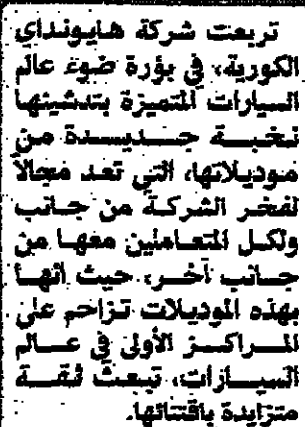 تربعت شركة هايونداي
الكورية، في بؤرة ضوء عالم
السيارات المتميزة بتدشينها
نخبة جديدة من
موديلاتها، التي تعد مجالاً
لفخر الشركة من جانب
ولكل المتعاملين معها من
جانب آخر، حيث انها
بهذه الموديلات تزاحم على
المراكز الأولى في عالم
السيارات، تبعث ثقة
متزايدة باقتنائها.